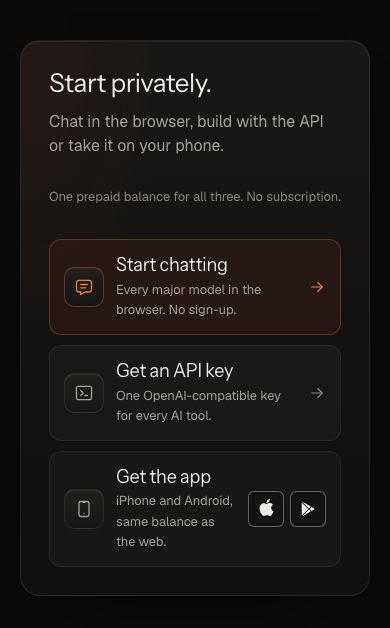 Start privately.
Chat in the browser, build with the API
or take it on your phone.
One prepaid balance for all three. No subscription.
Start chatting
Every major model in the
browser. No sign-up.
Get an API key
One OpenAI-compatible key
for every AI tool.
Get the app
iPhone and Android,
same balance as
the web.